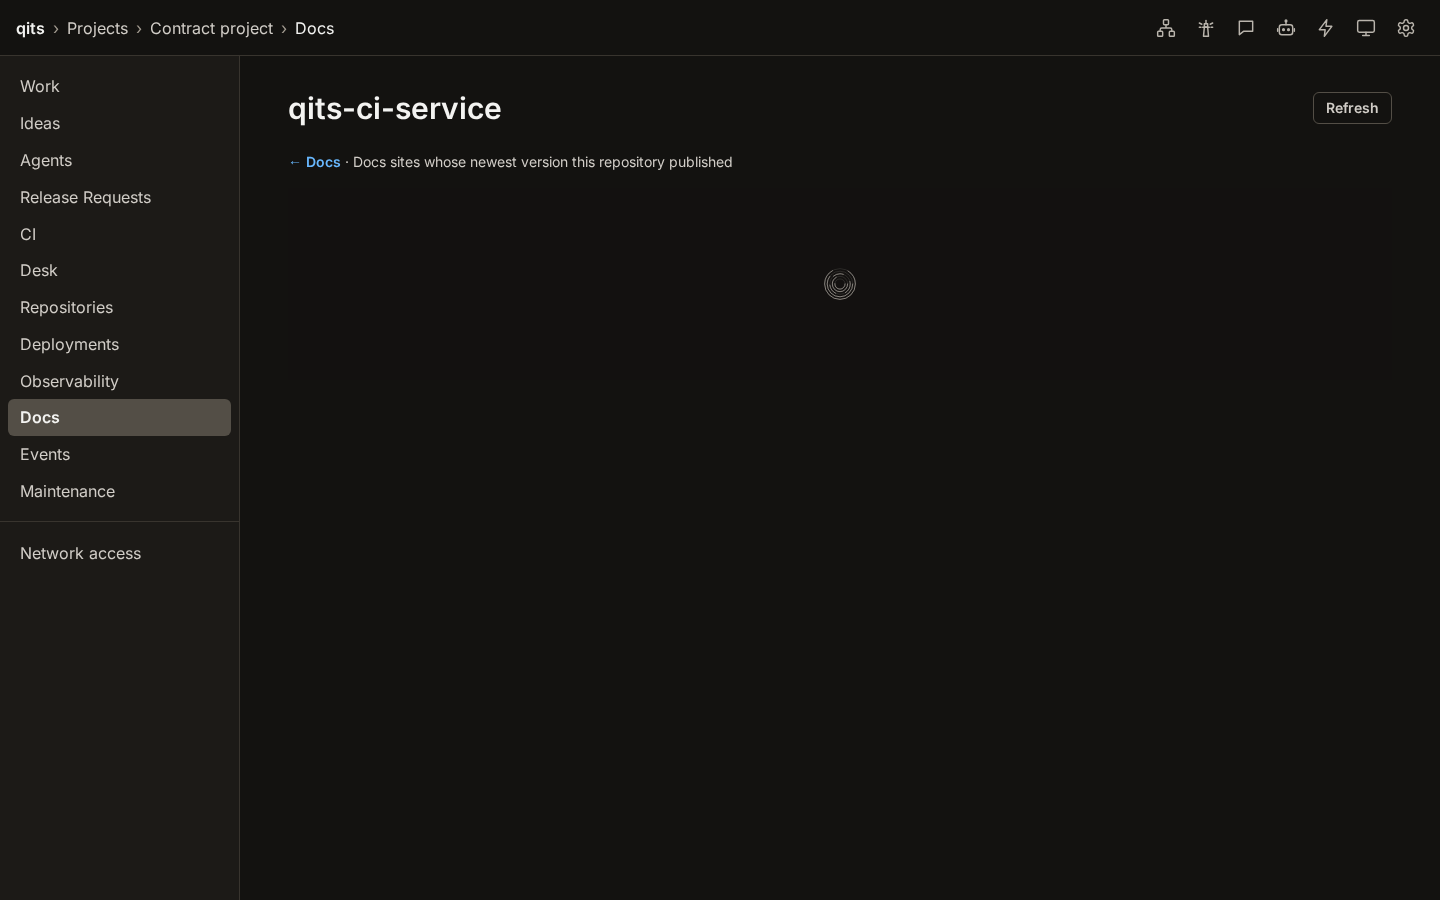 qits › Projects › Contract project › Docs
Work
Ideas
Agents
Release Requests
CI
Desk
Repositories
Deployments
Observability
Docs
Events
Maintenance
Network access
qits-ci-service
Refresh
← Docs · Docs sites whose newest version this repository published